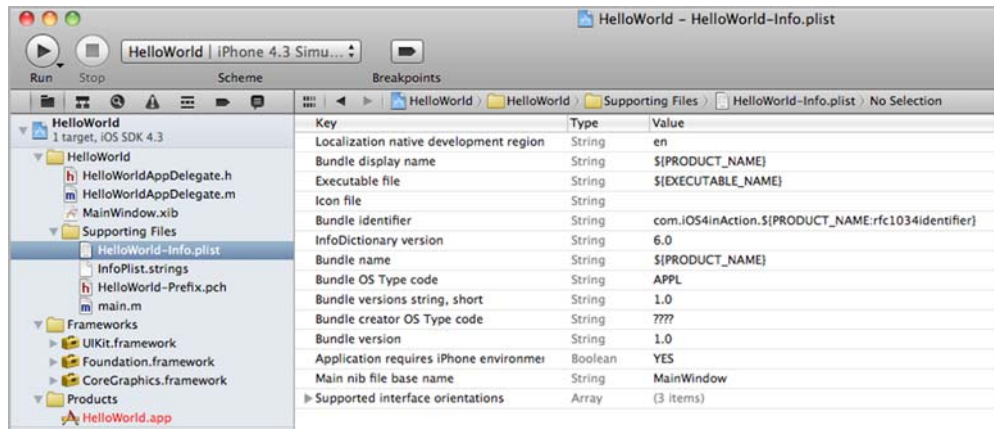 HelloWorld – HelloWorld-Info.plist
HelloWorld | iPhone 4.3 Simu...
Run Stop Scheme Breakpoints
HelloWorld HelloWorld Supporting Files HelloWorld-Info.plist No Selection
HelloWorld
1 target, iOS SDK 4.3
HelloWorld
HelloWorldAppDelegate.h
HelloWorldAppDelegate.m
MainWindow.xib
Supporting Files
HelloWorld-Info.plist
InfoPlist.strings
HelloWorld-Prefix.pch
main.m
Frameworks
UIKit.framework
Foundation.framework
CoreGraphics.framework
Products
HelloWorld.app
Key Type Value
Localization native development region String en
Bundle display name String ${PRODUCT_NAME}
Executable file String ${EXECUTABLE_NAME}
Icon file String
Bundle identifier String com.iOS4inAction.${PRODUCT_NAME:rfc1034identifier}
InfoDictionary version String 6.0
Bundle name String ${PRODUCT_NAME}
Bundle OS Type code String APPL
Bundle versions string, short String 1.0
Bundle creator OS Type code String ????
Bundle version String 1.0
Application requires iPhone environmer Boolean YES
Main nib file base name String MainWindow
Supported interface orientations Array (3 items)